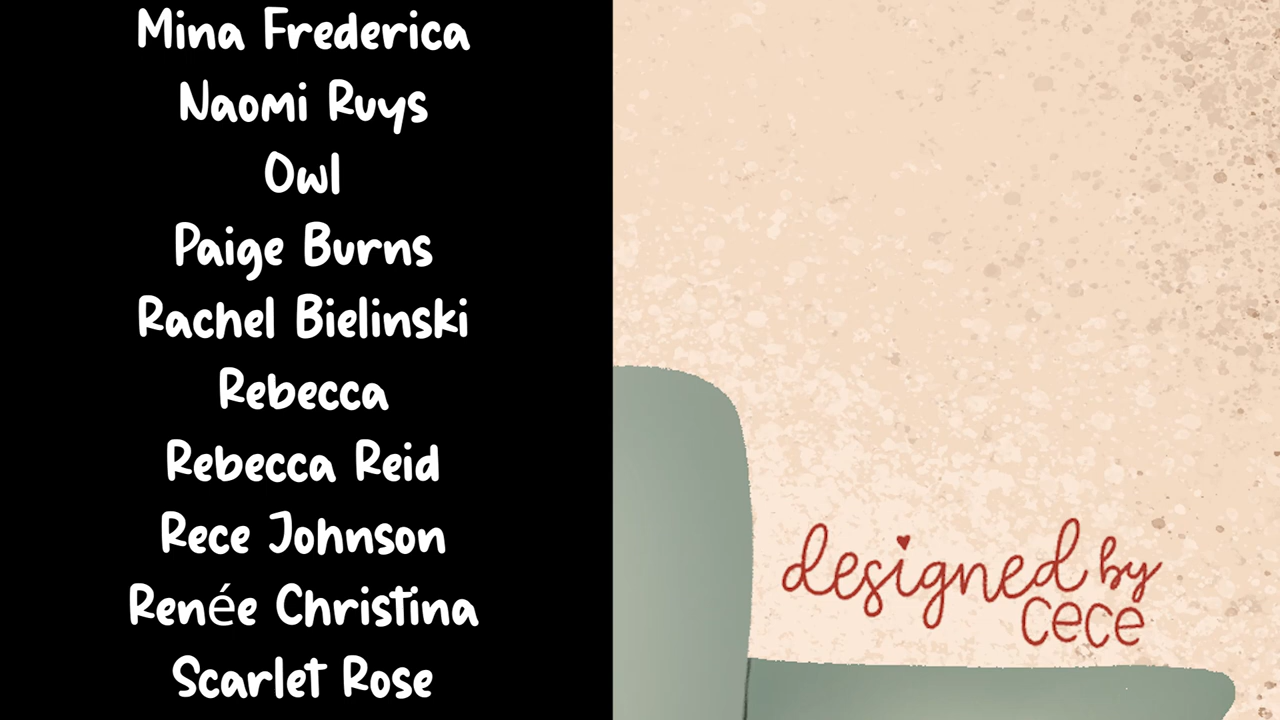 Mina Frederica
Naomi Ruys
Owl
Paige Burns
Rachel Bielinski
Rebecca
Rebecca Reid
Rece Johnson
Renée Christina
Scarlet Rose
designed by
cece